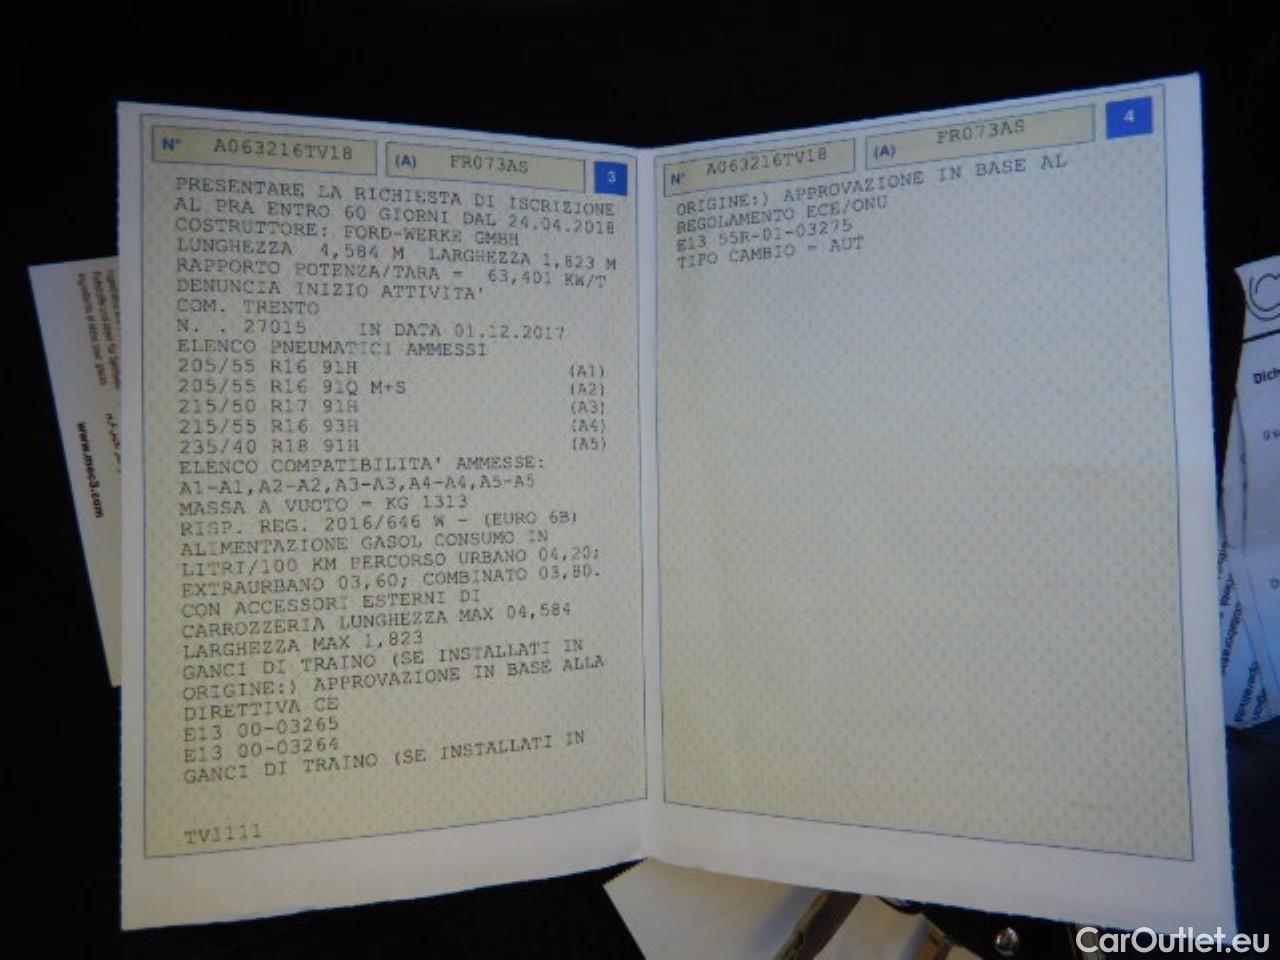 N° A063216TV18 (A) FR073AS 3
PRESENTARE LA RICHIESTA DI ISCRIZIONE
AL PRA ENTRO 60 GIORNI DAL 24.04.2018
COSTRUTTORE: FORD-WERKE GMBH
LUNGHEZZA 4,584 M LARGHEZZA 1,823 M
RAPPORTO POTENZA/TARA = 63,401 KW/T
DENUNCIA INIZIO ATTIVITA'
COM. TRENTO
N. . 27015 IN DATA 01.12.2017
ELENCO PNEUMATICI AMMESSI
205/55 R16 91H (A1)
205/55 R16 91Q M+S (A2)
215/50 R17 91H (A3)
215/55 R16 93H (A4)
235/40 R18 91H (A5)
ELENCO COMPATIBILITA' AMMESSE:
A1-A1,A2-A2,A3-A3,A4-A4,A5-A5
MASSA A VUOTO = KG 1313
RISP. REG. 2016/646 W - (EURO 6B)
ALIMENTAZIONE GASOL CONSUMO IN
LITRI/100 KM PERCORSO URBANO 04,20;
EXTRAURBANO 03,60; COMBINATO 03,80.
CON ACCESSORI ESTERNI DI
CARROZZERIA LUNGHEZZA MAX 04,584
LARGHEZZA MAX 1,823
GANCI DI TRAINO (SE INSTALLATI IN
ORIGINE:) APPROVAZIONE IN BASE ALLA
DIRETTIVA CE
E13 00-03265
E13 00-03264
GANCI DI TRAINO (SE INSTALLATI IN
TV1111
N° A063216TV18 (A) FR073AS 4
ORIGINE:) APPROVAZIONE IN BASE AL
REGOLAMENTO ECE/ONU
E13 55R-01-03275
TIPO CAMBIO = AUT
www.mec3.com
Dich
CarOutlet.eu